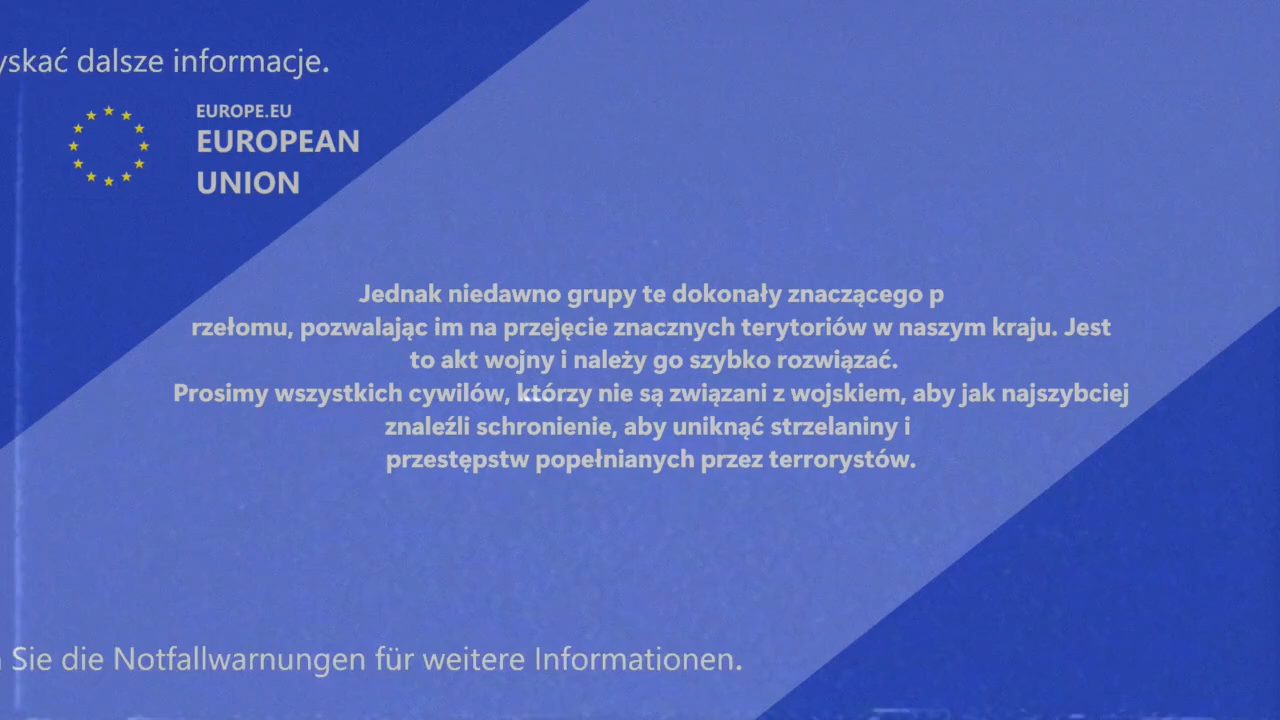 yskać dalsze informacje.
EUROPE.EU
EUROPEAN
UNION
Jednak niedawno grupy te dokonały znaczącego p
rzełomu, pozwalając im na przejęcie znacznych terytoriów w naszym kraju. Jest
to akt wojny i należy go szybko rozwiązać.
Prosimy wszystkich cywilów, którzy nie są związani z wojskiem, aby jak najszybciej
znaleźli schronienie, aby uniknąć strzelaniny i
przestępstw popełnianych przez terrorystów.
Sie die Notfallwarnungen für weitere Informationen.